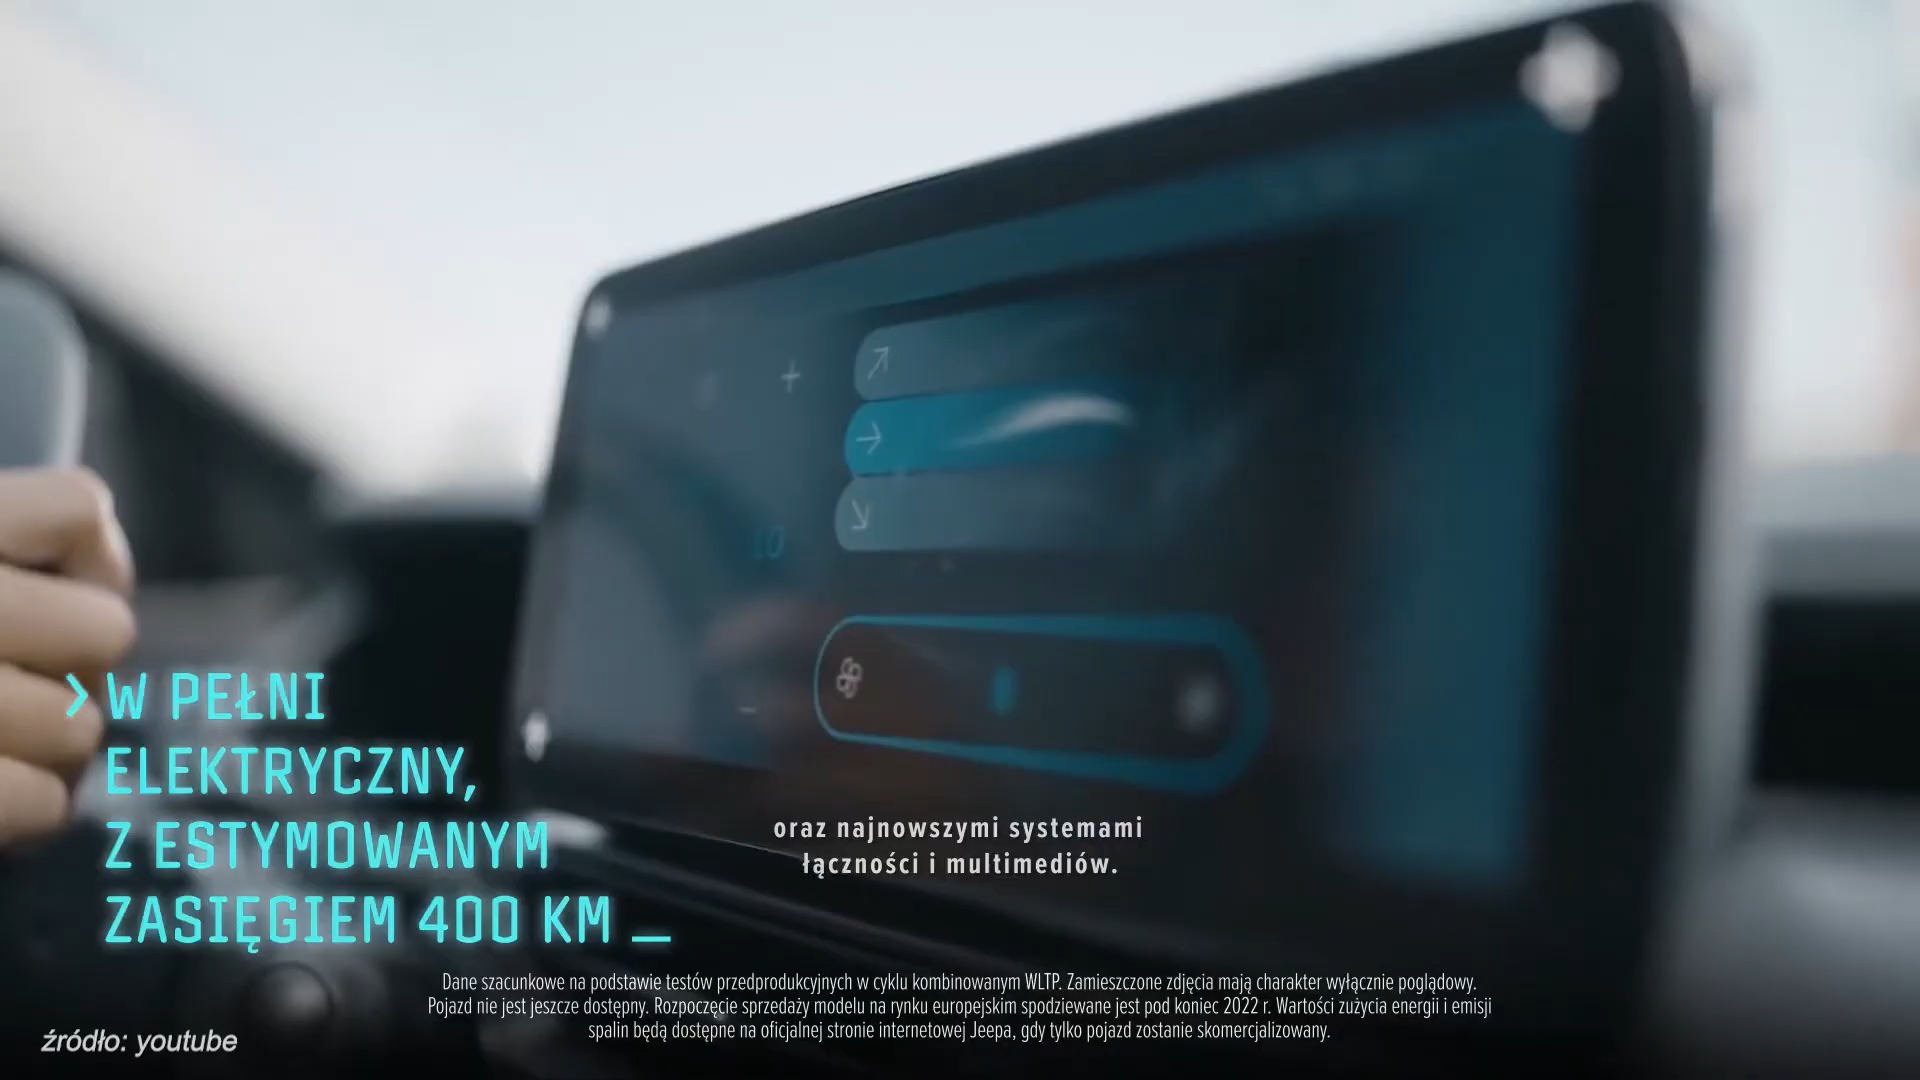 W PEŁNI
ELEKTRYCZNY,
Z ESTYMOWANYM
ZASIĘGIEM 400 KM _
oraz najnowszymi systemami
łączności i multimediów.
Dane szacunkowe na podstawie testów przedprodukcyjnych w cyklu kombinowanym WLTP. Zamieszczone zdjęcia mają charakter wyłącznie poglądowy.
Pojazd nie jest jeszcze dostępny. Rozpoczęcie sprzedaży modelu na rynku europejskim spodziewane jest pod koniec 2022 r. Wartości zużycia energii i emisji
spalin będą dostępne na oficjalnej stronie internetowej Jeepa, gdy tylko pojazd zostanie skomercjalizowany.
źródło: youtube